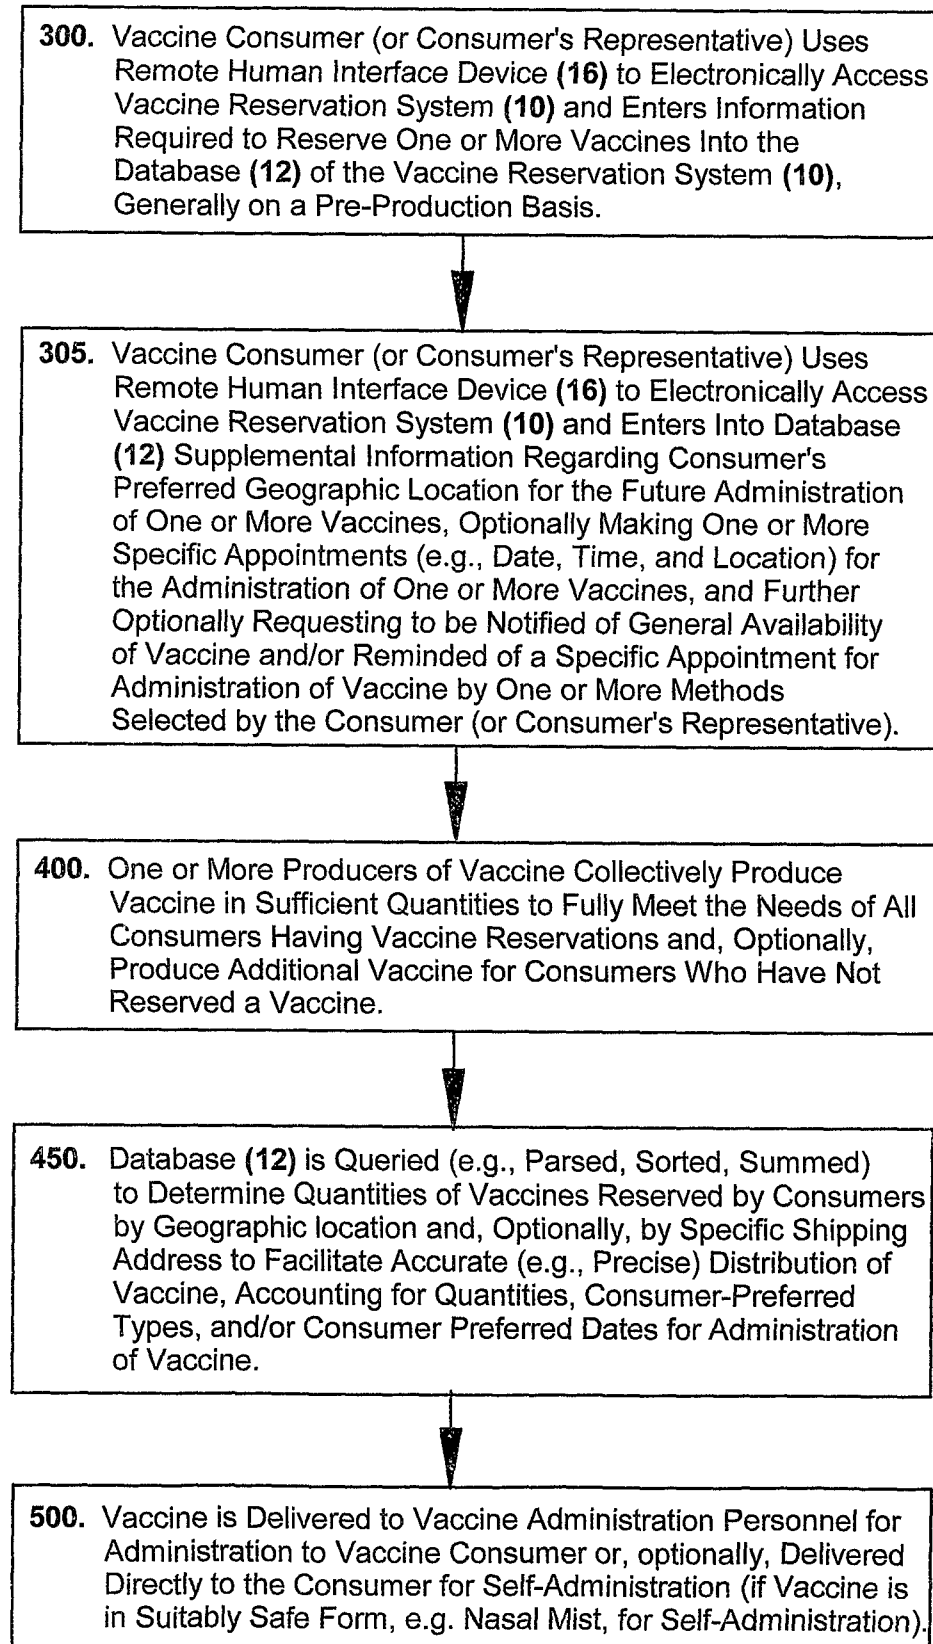 300. Vaccine Consumer (or Consumer's Representative) Uses
Remote Human Interface Device (16) to Electronically Access
Vaccine Reservation System (10) and Enters Information
Required to Reserve One or More Vaccines Into the
Database (12) of the Vaccine Reservation System (10),
Generally on a Pre-Production Basis.
305. Vaccine Consumer (or Consumer's Representative) Uses
Remote Human Interface Device (16) to Electronically Access
Vaccine Reservation System (10) and Enters Into Database
(12) Supplemental Information Regarding Consumer's
Preferred Geographic Location for the Future Administration
of One or More Vaccines, Optionally Making One or More
Specific Appointments (e.g., Date, Time, and Location) for
the Administration of One or More Vaccines, and Further
Optionally Requesting to be Notified of General Availability
of Vaccine and/or Reminded of a Specific Appointment for
Administration of Vaccine by One or More Methods
Selected by the Consumer (or Consumer's Representative).
400. One or More Producers of Vaccine Collectively Produce
Vaccine in Sufficient Quantities to Fully Meet the Needs of All
Consumers Having Vaccine Reservations and, Optionally,
Produce Additional Vaccine for Consumers Who Have Not
Reserved a Vaccine.
450. Database (12) is Queried (e.g., Parsed, Sorted, Summed)
to Determine Quantities of Vaccines Reserved by Consumers
by Geographic location and, Optionally, by Specific Shipping
Address to Facilitate Accurate (e.g., Precise) Distribution of
Vaccine, Accounting for Quantities, Consumer-Preferred
Types, and/or Consumer Preferred Dates for Administration
of Vaccine.
500. Vaccine is Delivered to Vaccine Administration Personnel for
Administration to Vaccine Consumer or, optionally, Delivered
Directly to the Consumer for Self-Administration (if Vaccine is
in Suitably Safe Form, e.g. Nasal Mist, for Self-Administration).